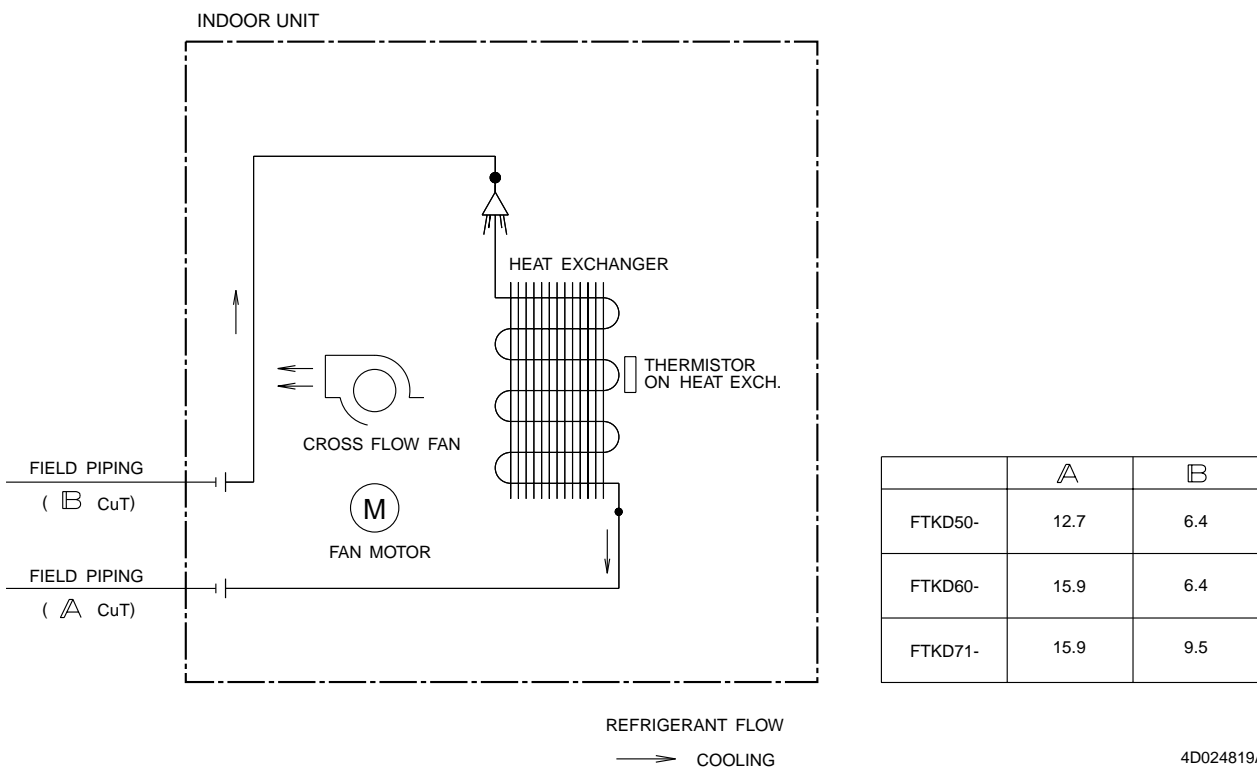 INDOOR UNIT
HEAT EXCHANGER
THERMISTOR
ON HEAT EXCH.
CROSS FLOW FAN
FIELD PIPING
( B CuT)
M
FAN MOTOR
FIELD PIPING
( A CuT)
A B
FTKD50- 12.7 6.4
FTKD60- 15.9 6.4
FTKD71- 15.9 9.5
REFRIGERANT FLOW
COOLING
4D024819